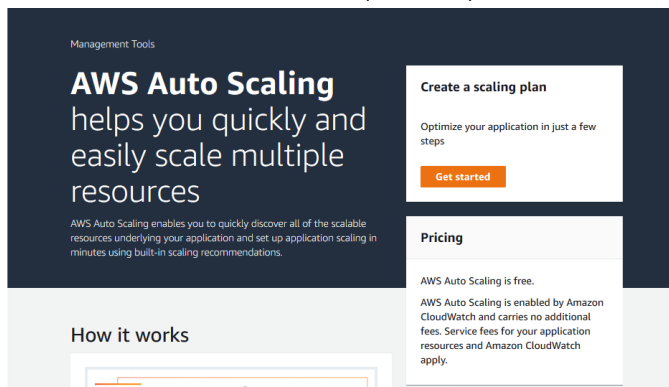 Management Tools
AWS Auto Scaling
helps you quickly and
easily scale multiple
resources
AWS Auto Scaling enables you to quickly discover all of the scalable
resources underlying your application and set up application scaling in
minutes using built-in scaling recommendations.
Create a scaling plan
Optimize your application in just a few
steps
Get started
Pricing
AWS Auto Scaling is free.
AWS Auto Scaling is enabled by Amazon
CloudWatch and carries no additional
fees. Service fees for your application
resources and Amazon CloudWatch
apply.
How it works